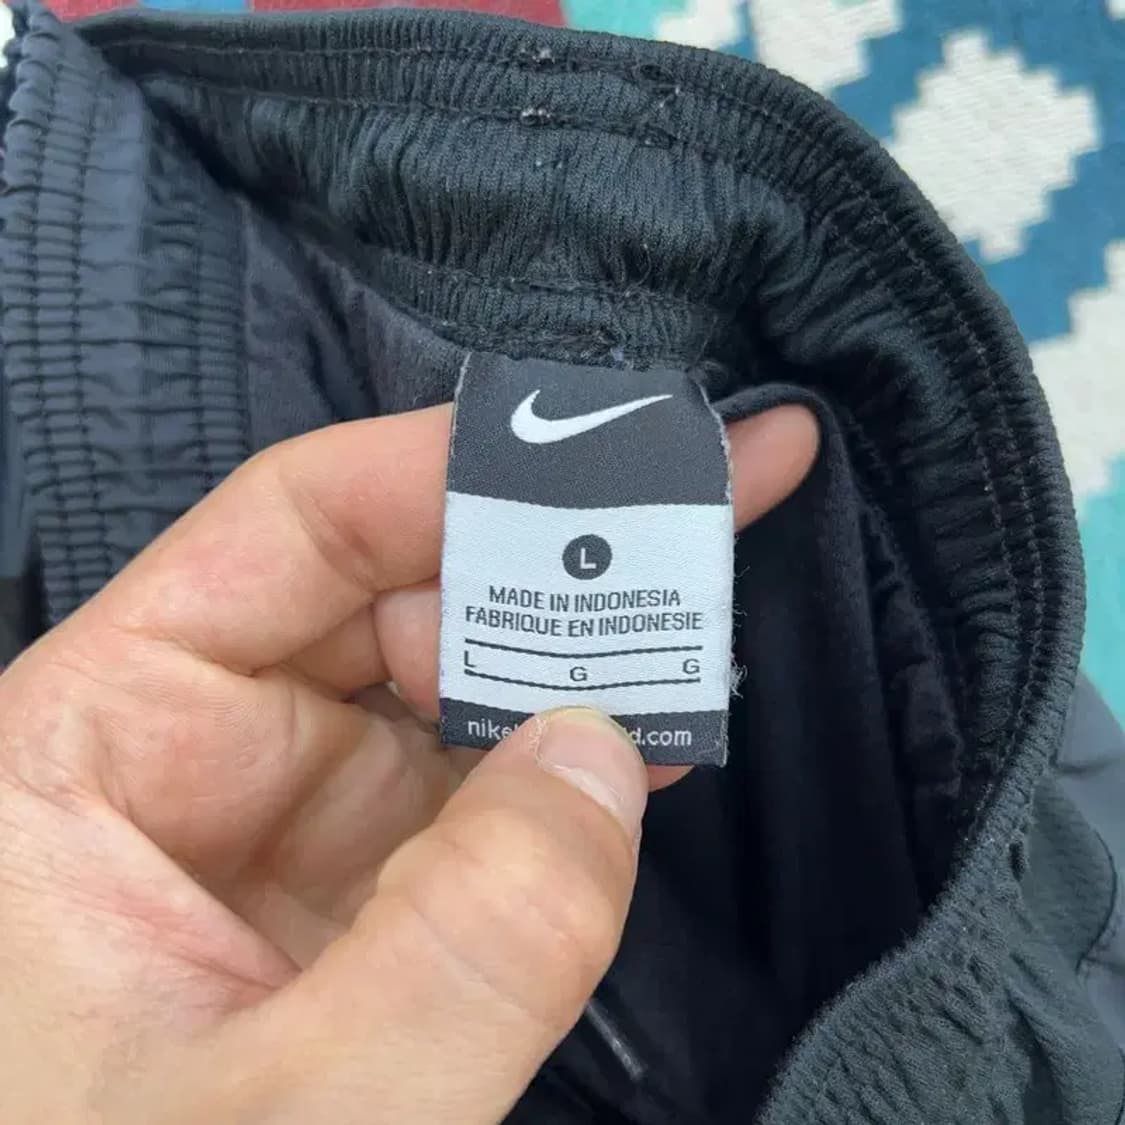 L
MADE IN INDONESIA
FABRIQUE EN INDONESIE
L G G